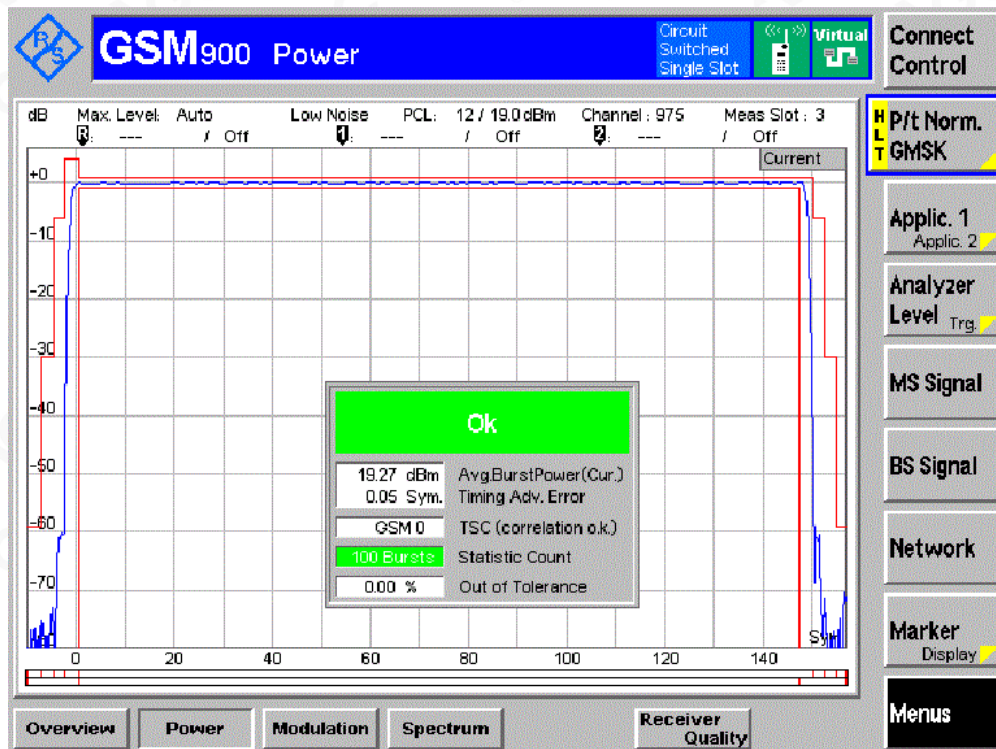 R S
GSM900 Power
Circuit
Switched
Single Slot
Virtual
Connect
Control
dB Max. Level: Auto Low Noise PCL: 12 / 19.0 dBm Channel : 975 Meas Slot : 3
R: --- / Off 1: --- / Off 2: --- / Off
Current
H
L
T
P/t Norm.
GMSK
+0
-10
-20
-30
-40
-50
-60
-70
Applic. 1
Applic. 2
Analyzer
Level Trg.
MS Signal
BS Signal
Network
Marker
Display
Menus
Ok
19.27 dBm Avg.BurstPower(Cur.)
0.05 Sym. Timing Adv. Error
GSM 0 TSC (correlation o.k.)
100 Bursts Statistic Count
0.00 % Out of Tolerance
0 20 40 60 80 100 120 140
Overview
Power
Modulation
Spectrum
Receiver
Quality